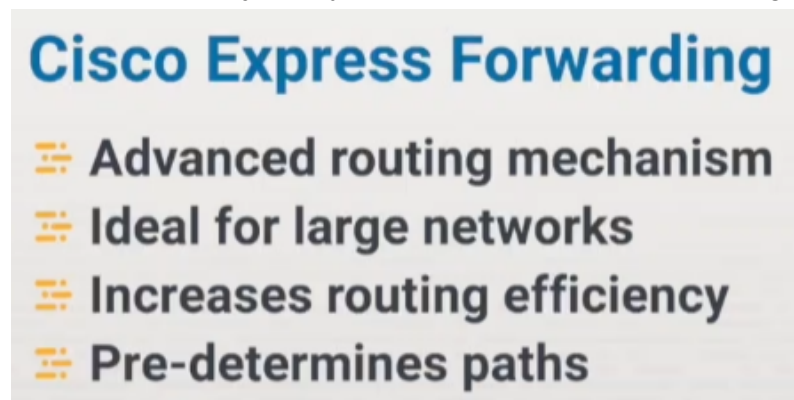 Cisco Express Forwarding
Advanced routing mechanism
Ideal for large networks
Increases routing efficiency
Pre-determines paths